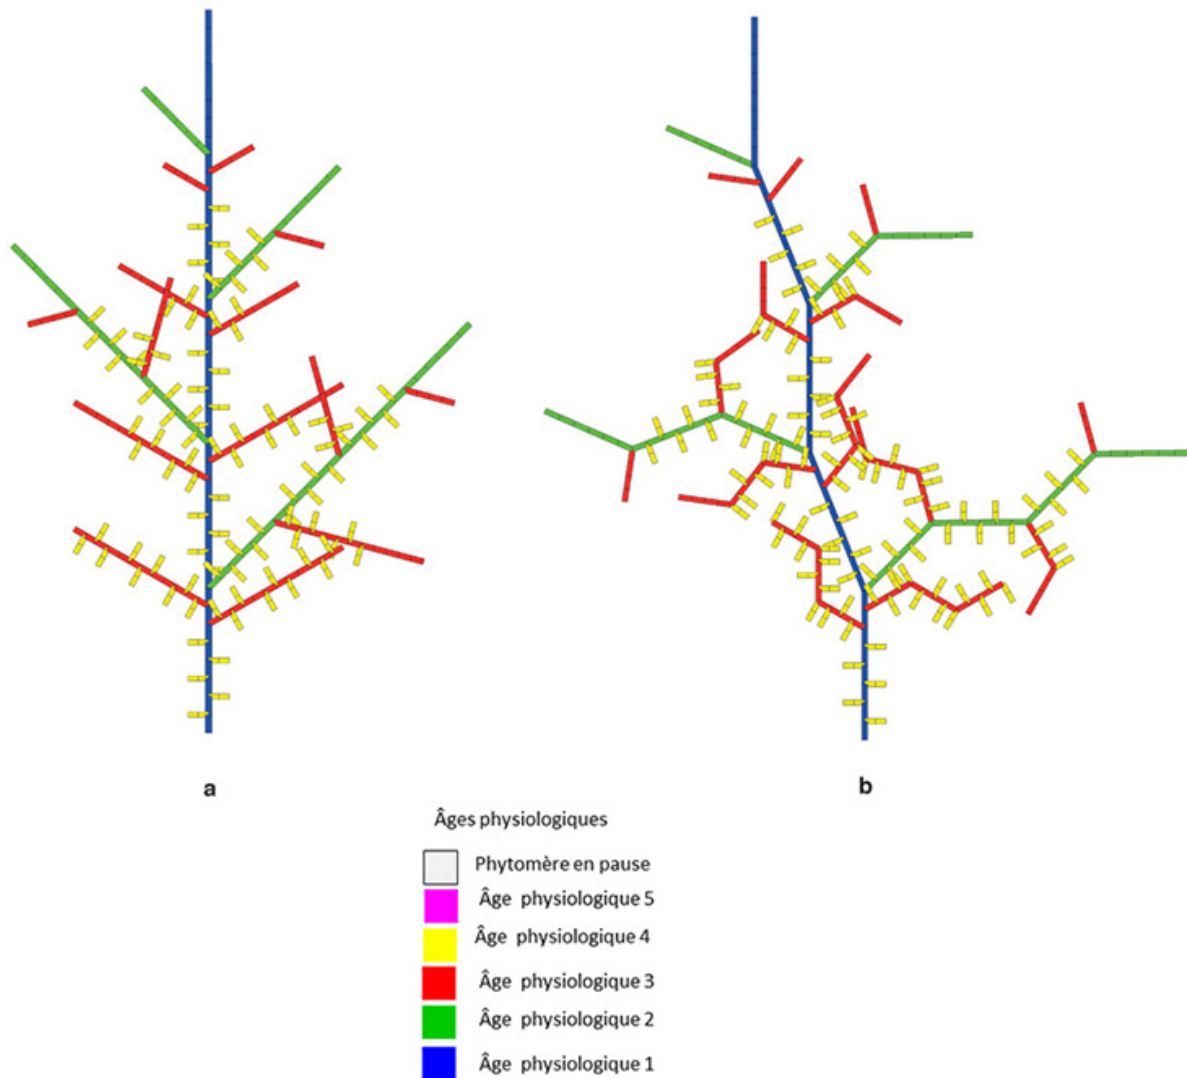 a
b
Âges physiologiques
Phytomère en pause
Âge physiologique 5
Âge physiologique 4
Âge physiologique 3
Âge physiologique 2
Âge physiologique 1